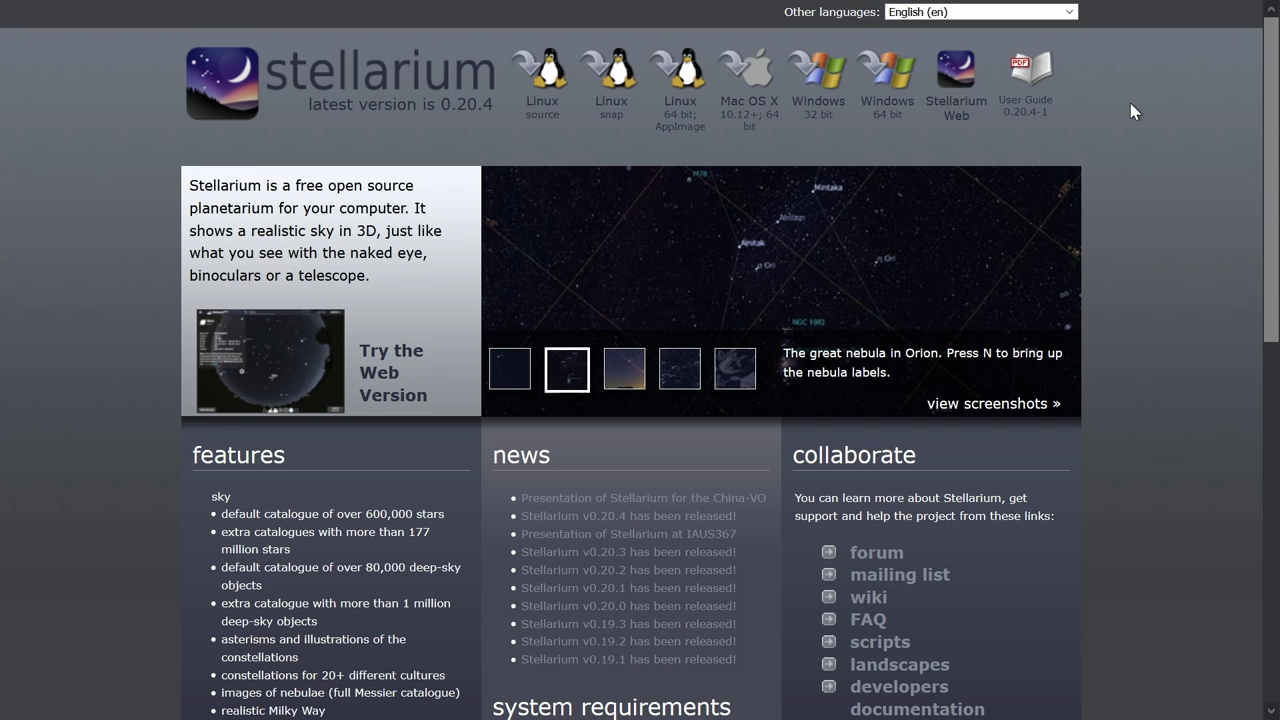 Other languages: English (en)
stellarium
latest version is 0.20.4
Linux
source
Linux
snap
Linux
64 bit;
AppImage
Mac OS X
10.12+; 64
bit
Windows
32 bit
Windows
64 bit
Stellarium
Web
PDF
User Guide
0.20.4-1
Stellarium is a free open source
planetarium for your computer. It
shows a realistic sky in 3D, just like
what you see with the naked eye,
binoculars or a telescope.
Try the
Web
Version
M78
Mintaka
Alnilam
Alnitak
η Ori
σ Ori
NGC 1982
The great nebula in Orion. Press N to bring up
the nebula labels.
view screenshots »
features
sky
• default catalogue of over 600,000 stars
• extra catalogues with more than 177
million stars
• default catalogue of over 80,000 deep-sky
objects
• extra catalogue with more than 1 million
deep-sky objects
• asterisms and illustrations of the
constellations
• constellations for 20+ different cultures
• images of nebulae (full Messier catalogue)
• realistic Milky Way
news
• Presentation of Stellarium for the China-VO
• Stellarium v0.20.4 has been released!
• Presentation of Stellarium at IAUS367
• Stellarium v0.20.3 has been released!
• Stellarium v0.20.2 has been released!
• Stellarium v0.20.1 has been released!
• Stellarium v0.20.0 has been released!
• Stellarium v0.19.3 has been released!
• Stellarium v0.19.2 has been released!
• Stellarium v0.19.1 has been released!
system requirements
collaborate
You can learn more about Stellarium, get
support and help the project from these links:
forum
mailing list
wiki
FAQ
scripts
landscapes
developers
documentation